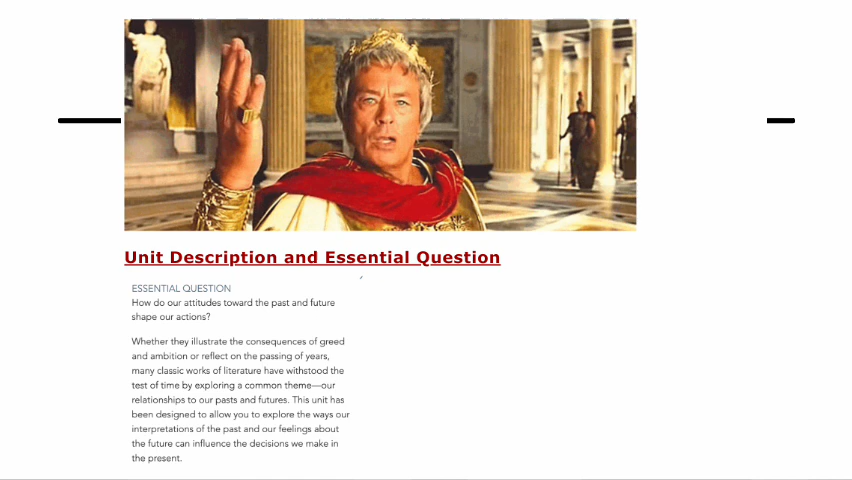 Unit Description and Essential Question
ESSENTIAL QUESTION
How do our attitudes toward the past and future
shape our actions?
Whether they illustrate the consequences of greed
and ambition or reflect on the passing of years,
many classic works of literature have withstood the
test of time by exploring a common theme—our
relationships to our pasts and futures. This unit has
been designed to allow you to explore the ways our
interpretations of the past and our feelings about
the future can influence the decisions we make in
the present.